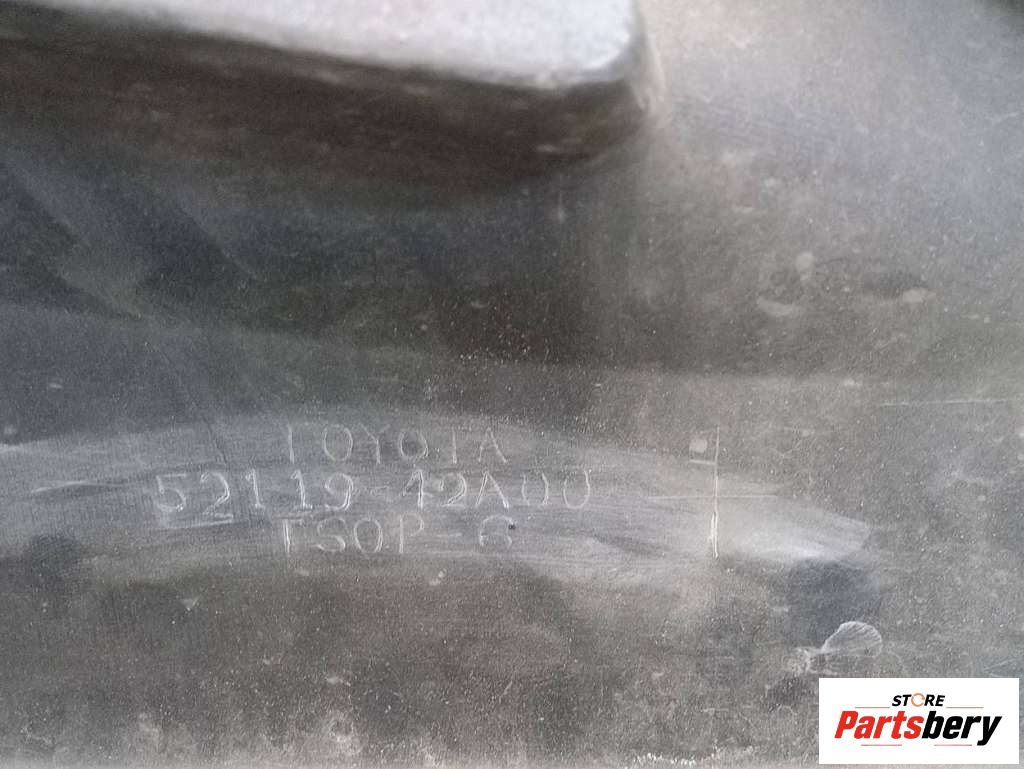 TOYOTA
52119-42A00
TSOP-6
STORE
Partsbery